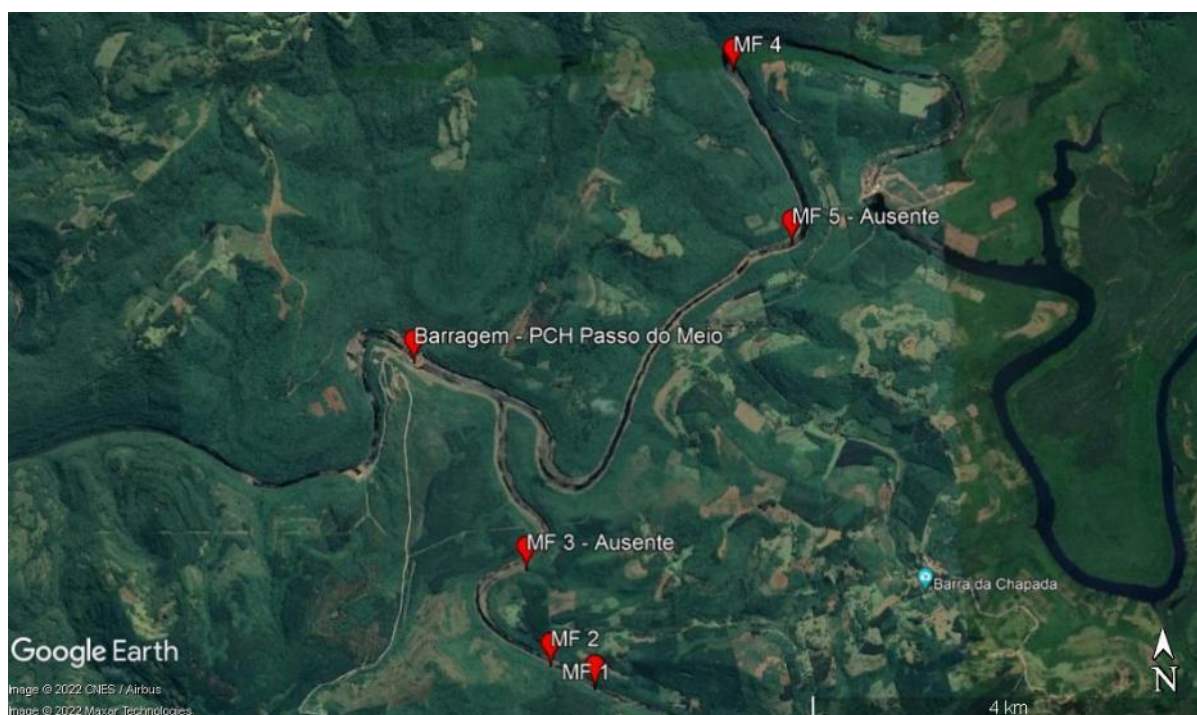 MF 4
MF 5 - Ausente
Barragem - PCH Passo do Meio
MF 3 - Ausente
Barra da Chapada
MF 2
MF 1
Google Earth
N
Image © 2022 CNES / Airbus
Image © 2022 Maxar Technologies
4 km